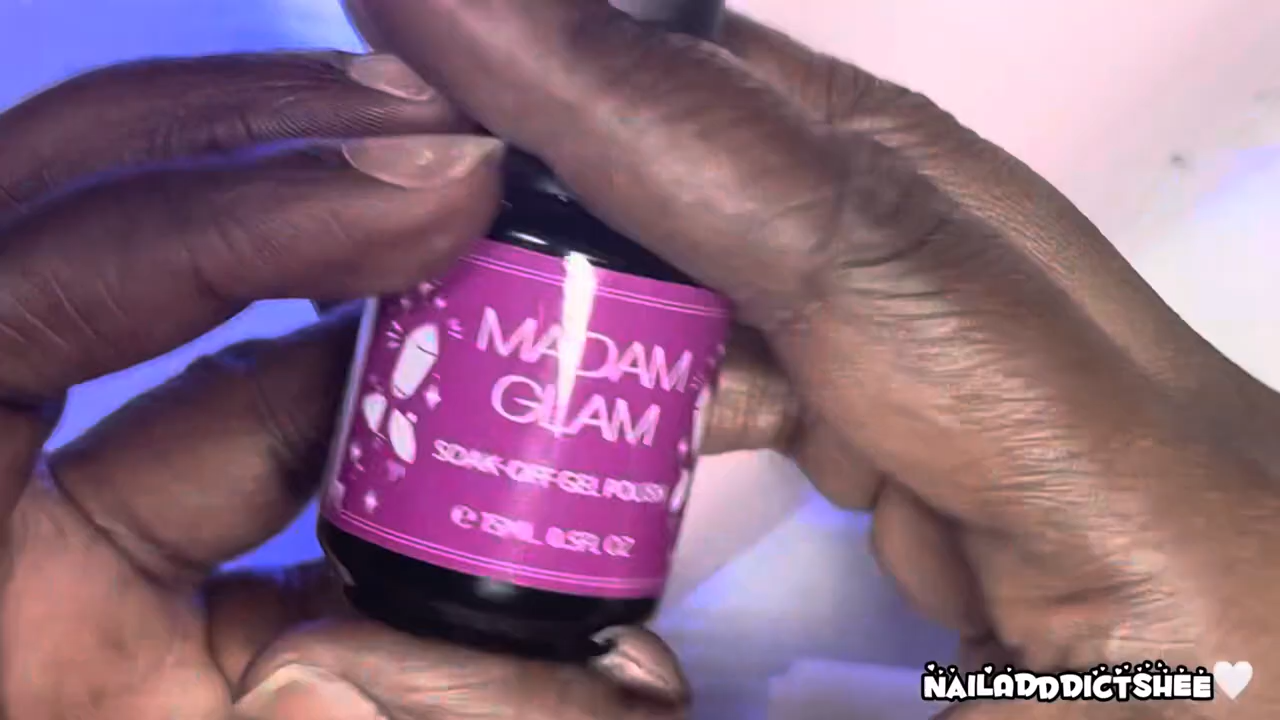 MADAM
GLAM
SOAK-OFF GEL POLISH
℮ 15ML 0.5FL OZ
NAILADDDICTSHEE🤍